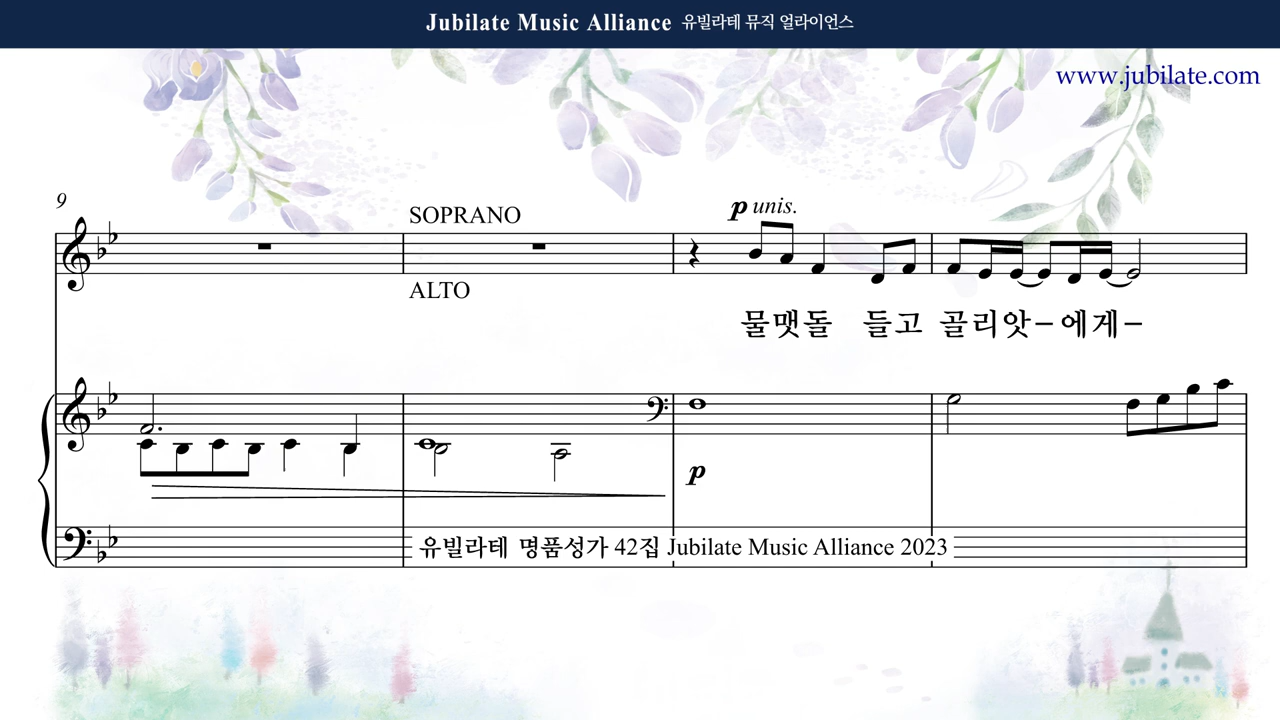 Jubilate Music Alliance 유빌라테 뮤직 얼라이언스
www.jubilate.com
9
SOPRANO
p unis.
ALTO
물맷돌 들고 골리앗-에게-
p
유빌라테 명품성가 42집 Jubilate Music Alliance 2023